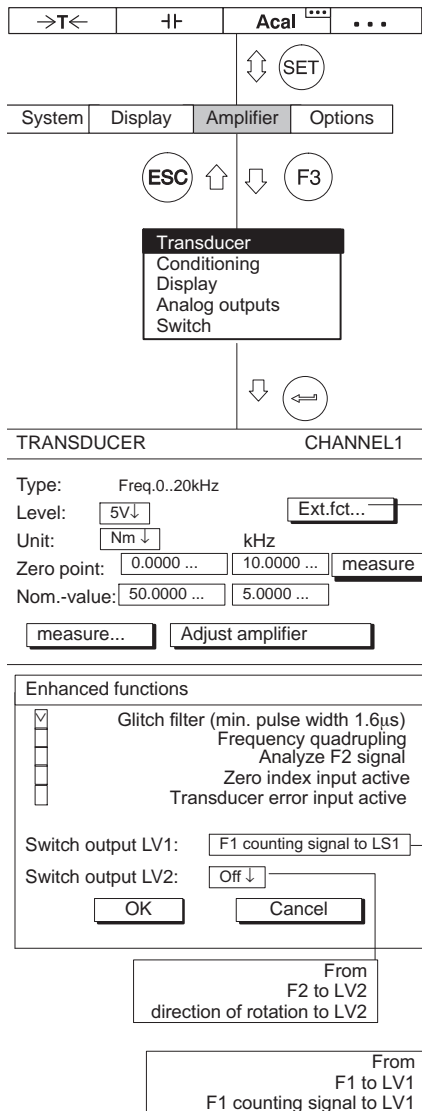 →T← ⊣⊢ Acal ...
SET
System Display Amplifier Options
ESC F3
Transducer
Conditioning
Display
Analog outputs
Switch
TRANSDUCER CHANNEL1
Type: Freq.0..20kHz
Level: 5V↓ Ext.fct...
Unit: Nm ↓ kHz
Zero point: 0.0000 ... 10.0000 ... measure
Nom.-value: 50.0000 ... 5.0000 ...
measure... Adjust amplifier
Enhanced functions
Glitch filter (min. pulse width 1.6μs)
Frequency quadrupling
Analyze F2 signal
Zero index input active
Transducer error input active
Switch output LV1: F1 counting signal to LS1
Switch output LV2: Off ↓
OK Cancel
From
F2 to LV2
direction of rotation to LV2
From
F1 to LV1
F1 counting signal to LV1